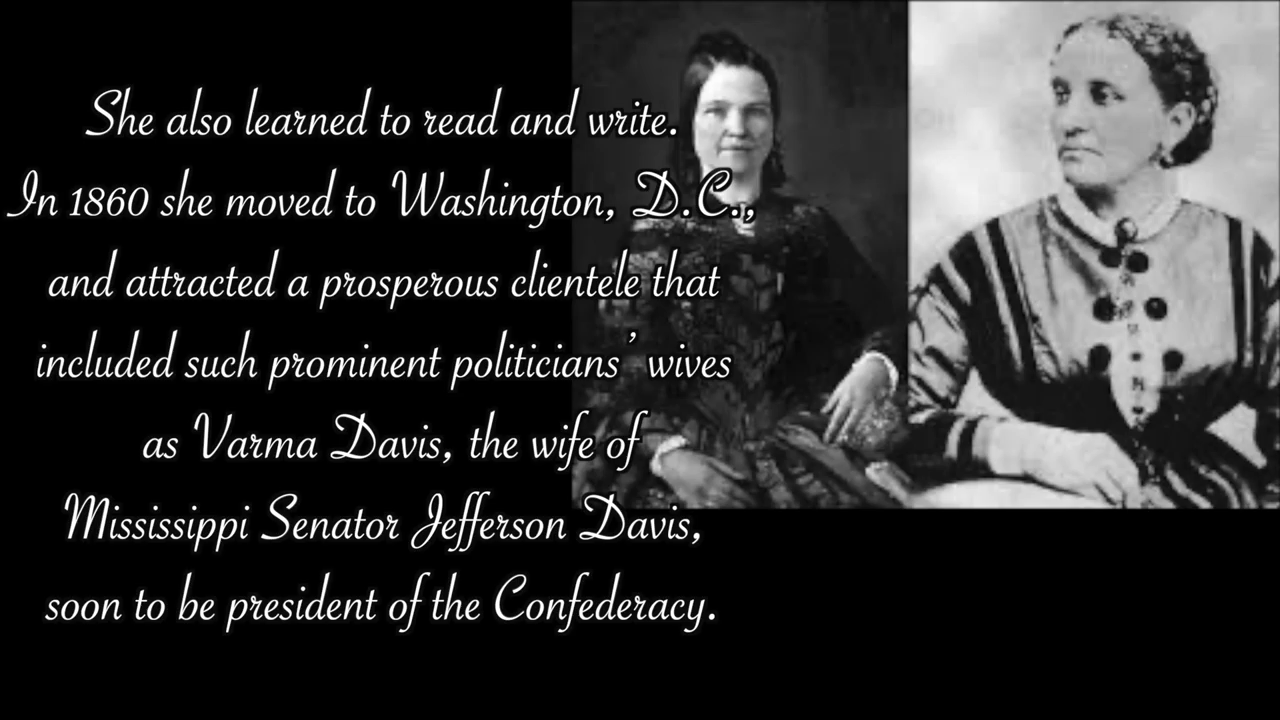 She also learned to read and write.
In 1860 she moved to Washington, D.C.,
and attracted a prosperous clientele that
included such prominent politicians’ wives
as Varma Davis, the wife of
Mississippi Senator Jefferson Davis,
soon to be president of the Confederacy.